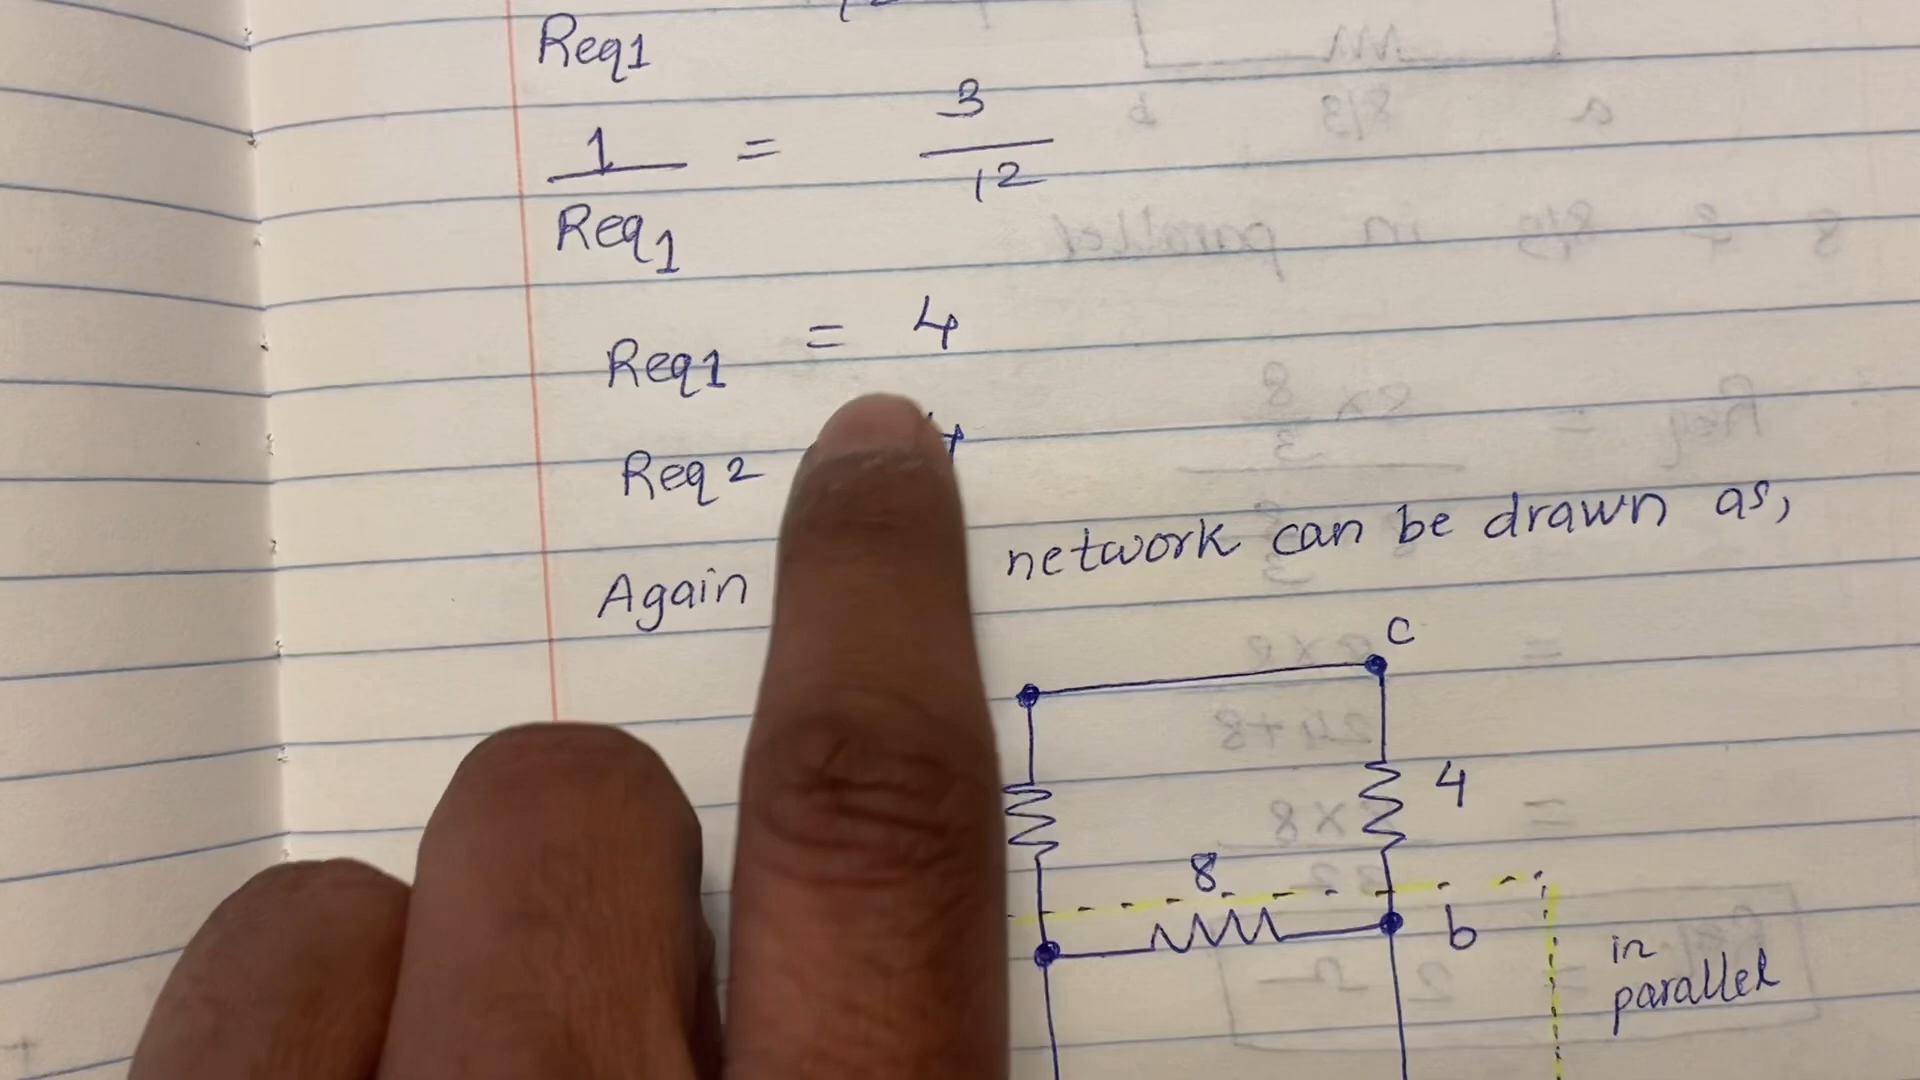 Req1
1 = 3
Req1 12
Req1 = 4
Req2
Again network can be drawn as,
c
4
8
b
in
parallel